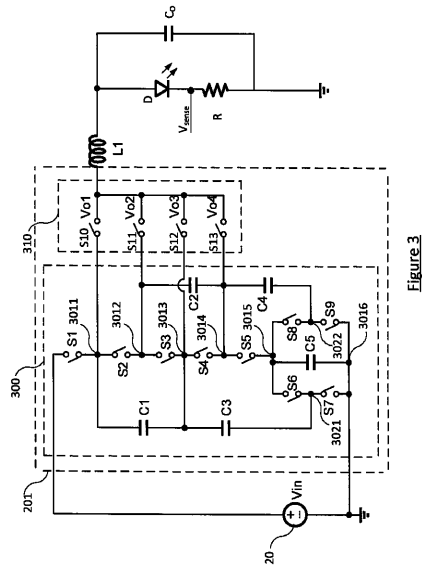 C₀
D
Vsense
R
L1
310
Vo1
Vo2
Vo3
Vo4
S10
S11
S12
S13
300
3011
3012
3013
3014
3015
S1
S2
S3
S4
S5
C2
C4
S8
S9
3022
3016
C5
S6
S7
3021
C1
C3
201
Vin
20
Figure 3